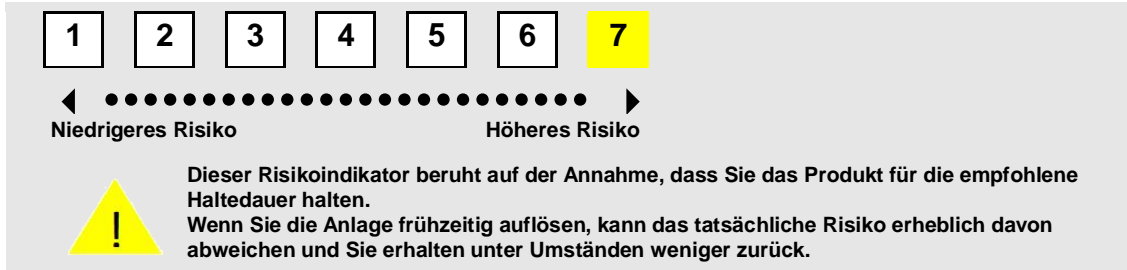 1 2 3 4 5 6 7
Niedrigeres Risiko Höheres Risiko
Dieser Risikoindikator beruht auf der Annahme, dass Sie das Produkt für die empfohlene
Haltedauer halten.
Wenn Sie die Anlage frühzeitig auflösen, kann das tatsächliche Risiko erheblich davon
abweichen und Sie erhalten unter Umständen weniger zurück.
!